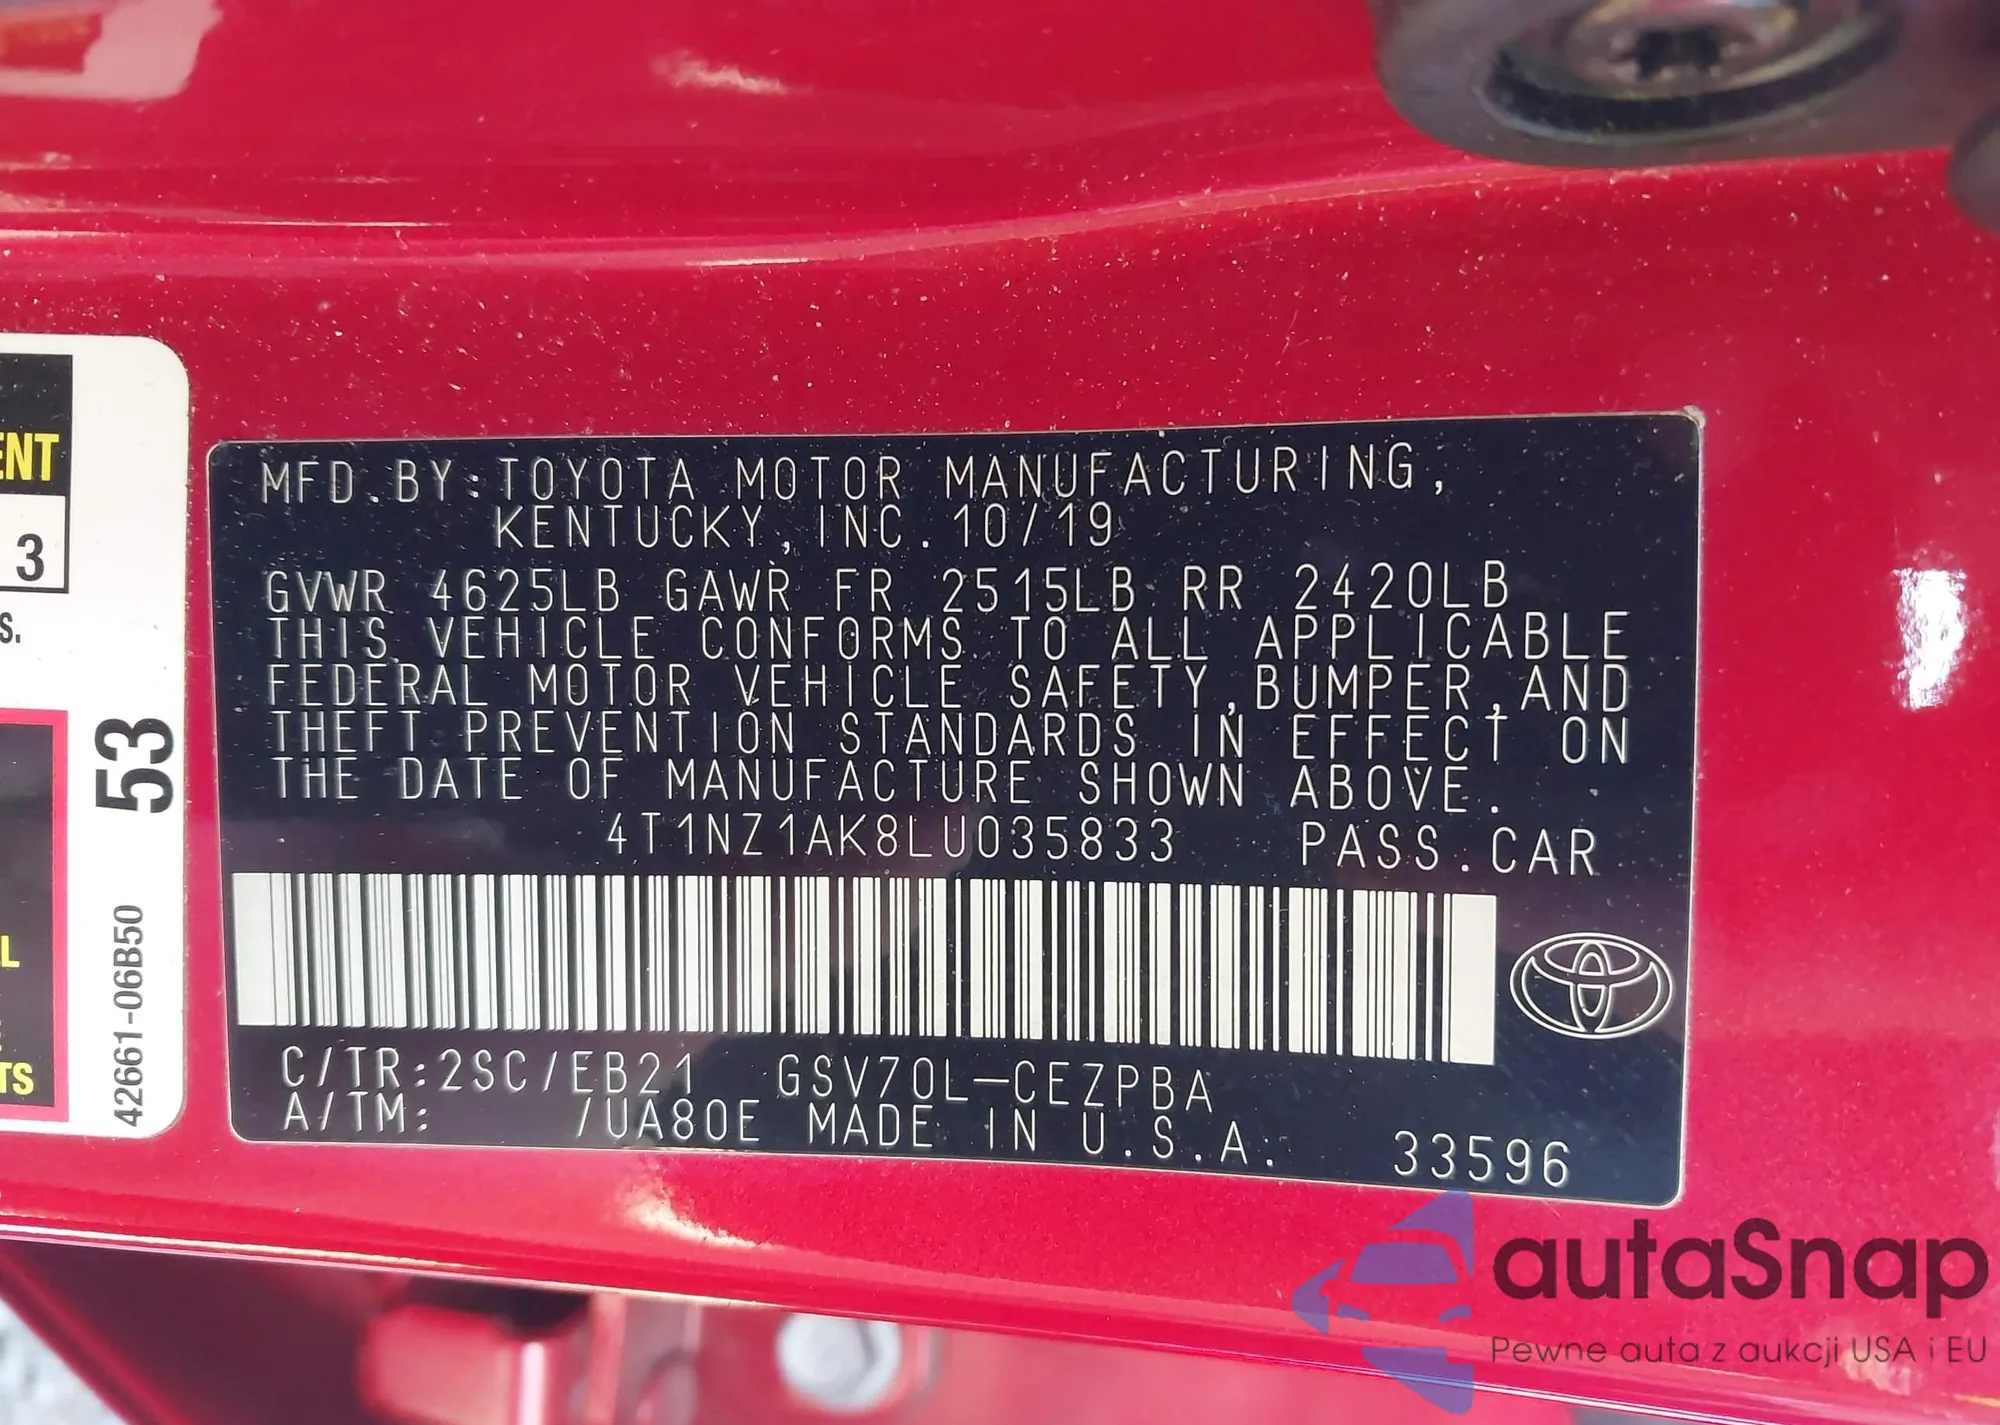 ENT
3
S.
53
L
TS
42661-06B50
MFD.BY:TOYOTA MOTOR MANUFACTURING,
KENTUCKY,INC.10/19
GVWR 4625LB GAWR FR 2515LB RR 2420LB
THIS VEHICLE CONFORMS TO ALL APPLICABLE
FEDERAL MOTOR VEHICLE SAFETY,BUMPER,AND
THEFT PREVENTION STANDARDS IN EFFECT ON
THE DATE OF MANUFACTURE SHOWN ABOVE.
4T1NZ1AK8LU035833 PASS.CAR
C/TR:2SC/EB21 GSV70L-CEZPBA
A/TM: /UA80E MADE IN U.S.A. 33596
autaSnap
Pewne auta z aukcji USA i EU